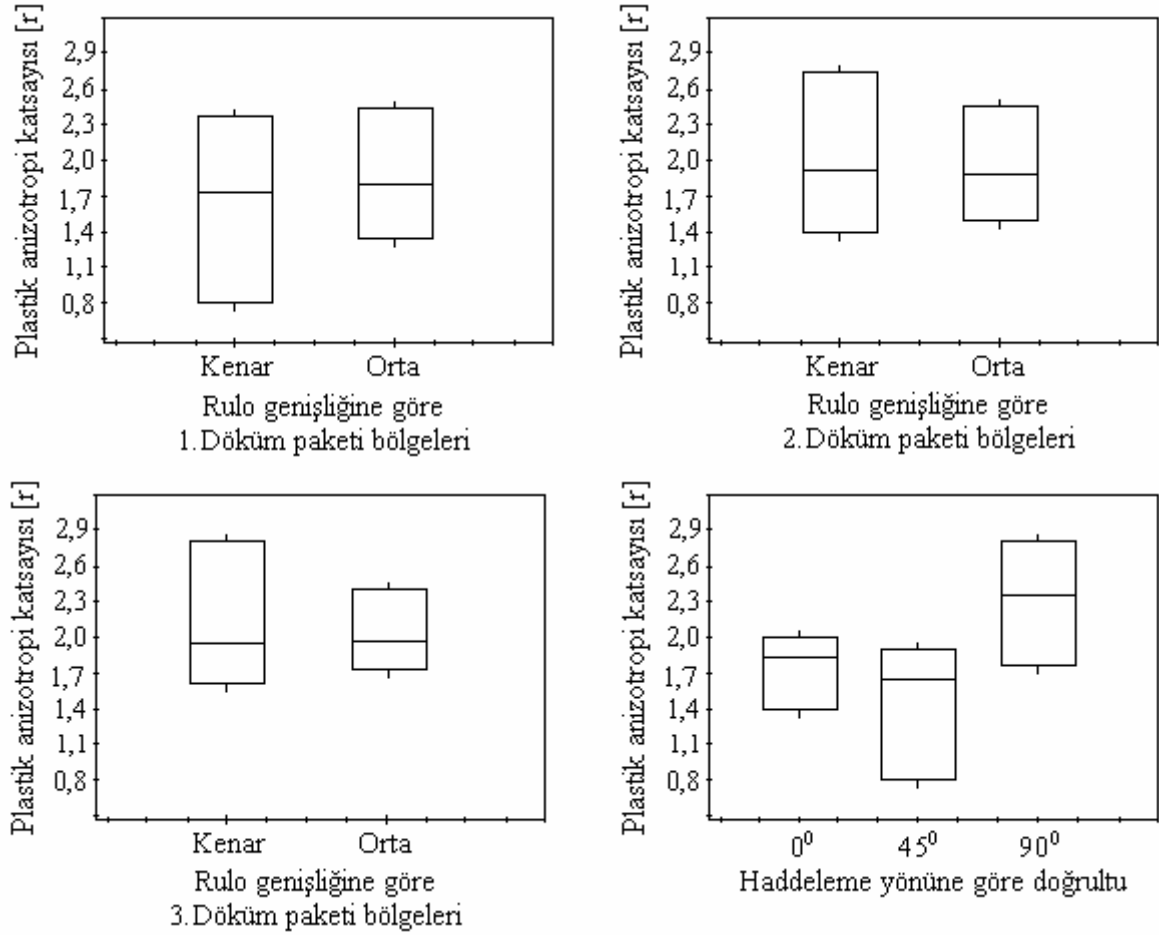 Plastik anizotropi katsayısı [r]
2,9
2,6
2,3
2,0
1,7
1,4
1,1
0,8
Kenar Orta
Rulo genişliğine göre
1.Döküm paketi bölgeleri
Plastik anizotropi katsayısı [r]
2,9
2,6
2,3
2,0
1,7
1,4
1,1
0,8
Kenar Orta
Rulo genişliğine göre
2.Döküm paketi bölgeleri
Plastik anizotropi katsayısı [r]
2,9
2,6
2,3
2,0
1,7
1,4
1,1
0,8
Kenar Orta
Rulo genişliğine göre
3.Döküm paketi bölgeleri
Plastik anizotropi katsayısı [r]
2,9
2,6
2,3
2,0
1,7
1,4
1,1
0,8
0⁰ 45⁰ 90⁰
Haddeleme yönüne göre doğrultu